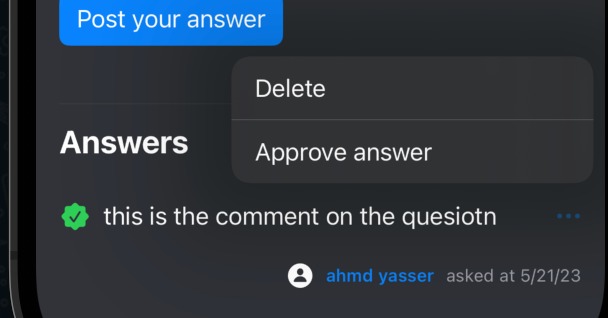 Post your answer
Delete
Answers
Approve answer
this is the comment on the quesiotn
ahmd yasser asked at 5/21/23